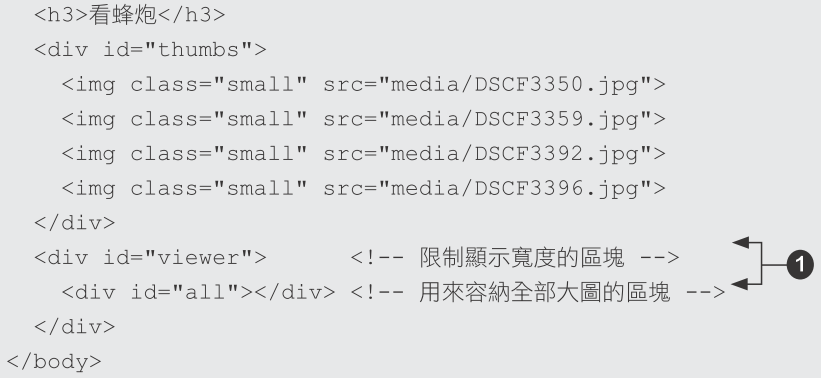 <h3>看蜂炮</h3>
<div id="thumbs">
<img class="small" src="media/DSCF3350.jpg">
<img class="small" src="media/DSCF3359.jpg">
<img class="small" src="media/DSCF3392.jpg">
<img class="small" src="media/DSCF3396.jpg">
</div>
<div id="viewer"> <!-- 限制顯示寬度的區塊 -->
<div id="all"></div> <!-- 用來容納全部大圖的區塊 -->
1
</div>
</body>